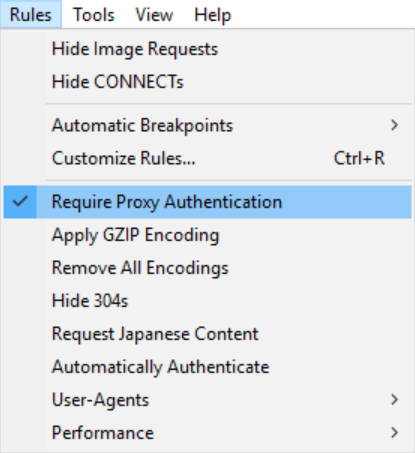 Rules Tools View Help
Hide Image Requests
Hide CONNECTs
Automatic Breakpoints
Customize Rules... Ctrl+R
Require Proxy Authentication
Apply GZIP Encoding
Remove All Encodings
Hide 304s
Request Japanese Content
Automatically Authenticate
User-Agents
Performance